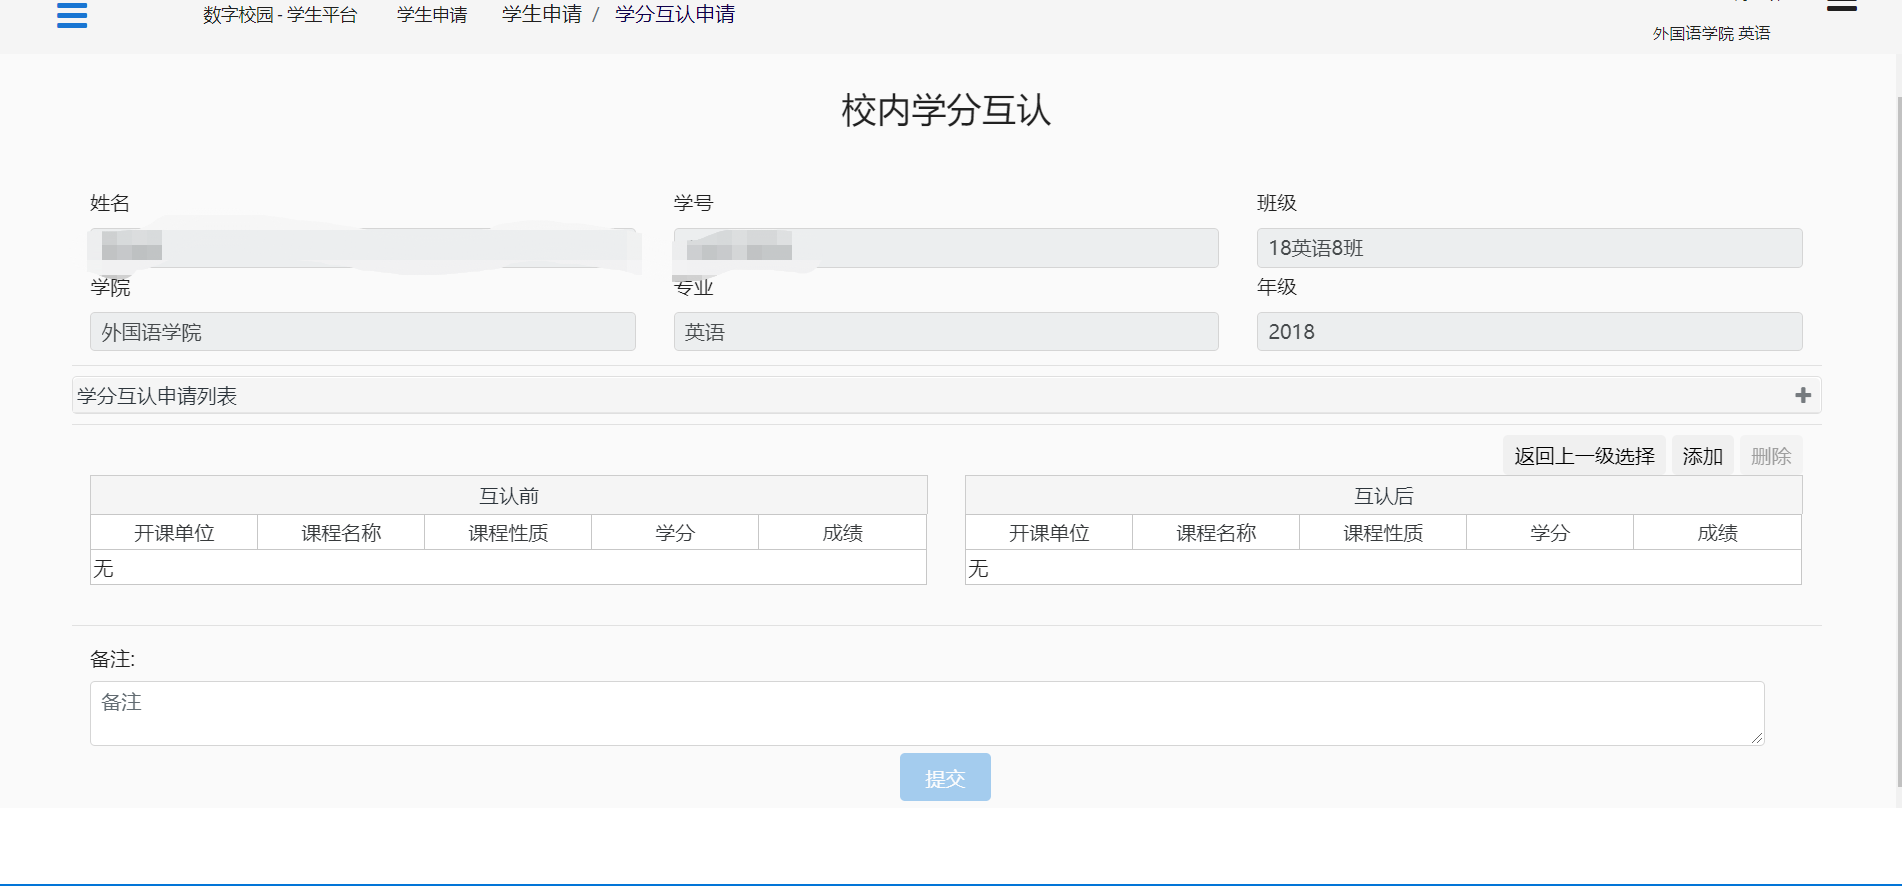 数字校园 - 学生平台 学生申请 学生申请 / 学分互认申请
外国语学院 英语
校内学分互认
姓名 学号 班级
18英语8班
学院 专业 年级
外国语学院 英语 2018
学分互认申请列表
返回上一级选择 添加 删除
互认前 互认后
开课单位 课程名称 课程性质 学分 成绩 开课单位 课程名称 课程性质 学分 成绩
无 无
备注:
备注
提交